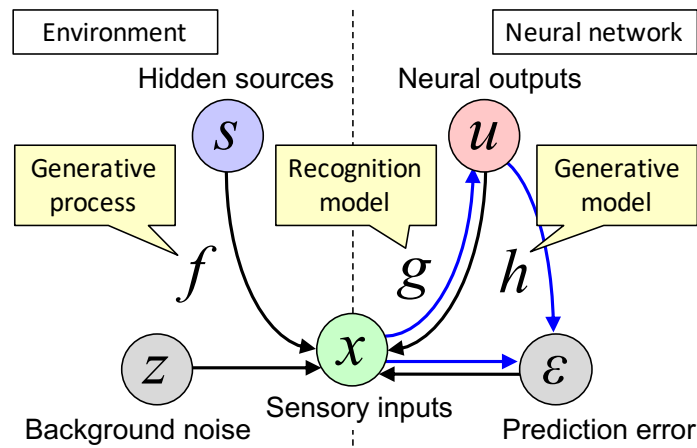 Environment
Neural network
Hidden sources
Neural outputs
s
u
Generative
process
Recognition
model
Generative
model
f
g
h
z
x
ε
Background noise
Sensory inputs
Prediction error